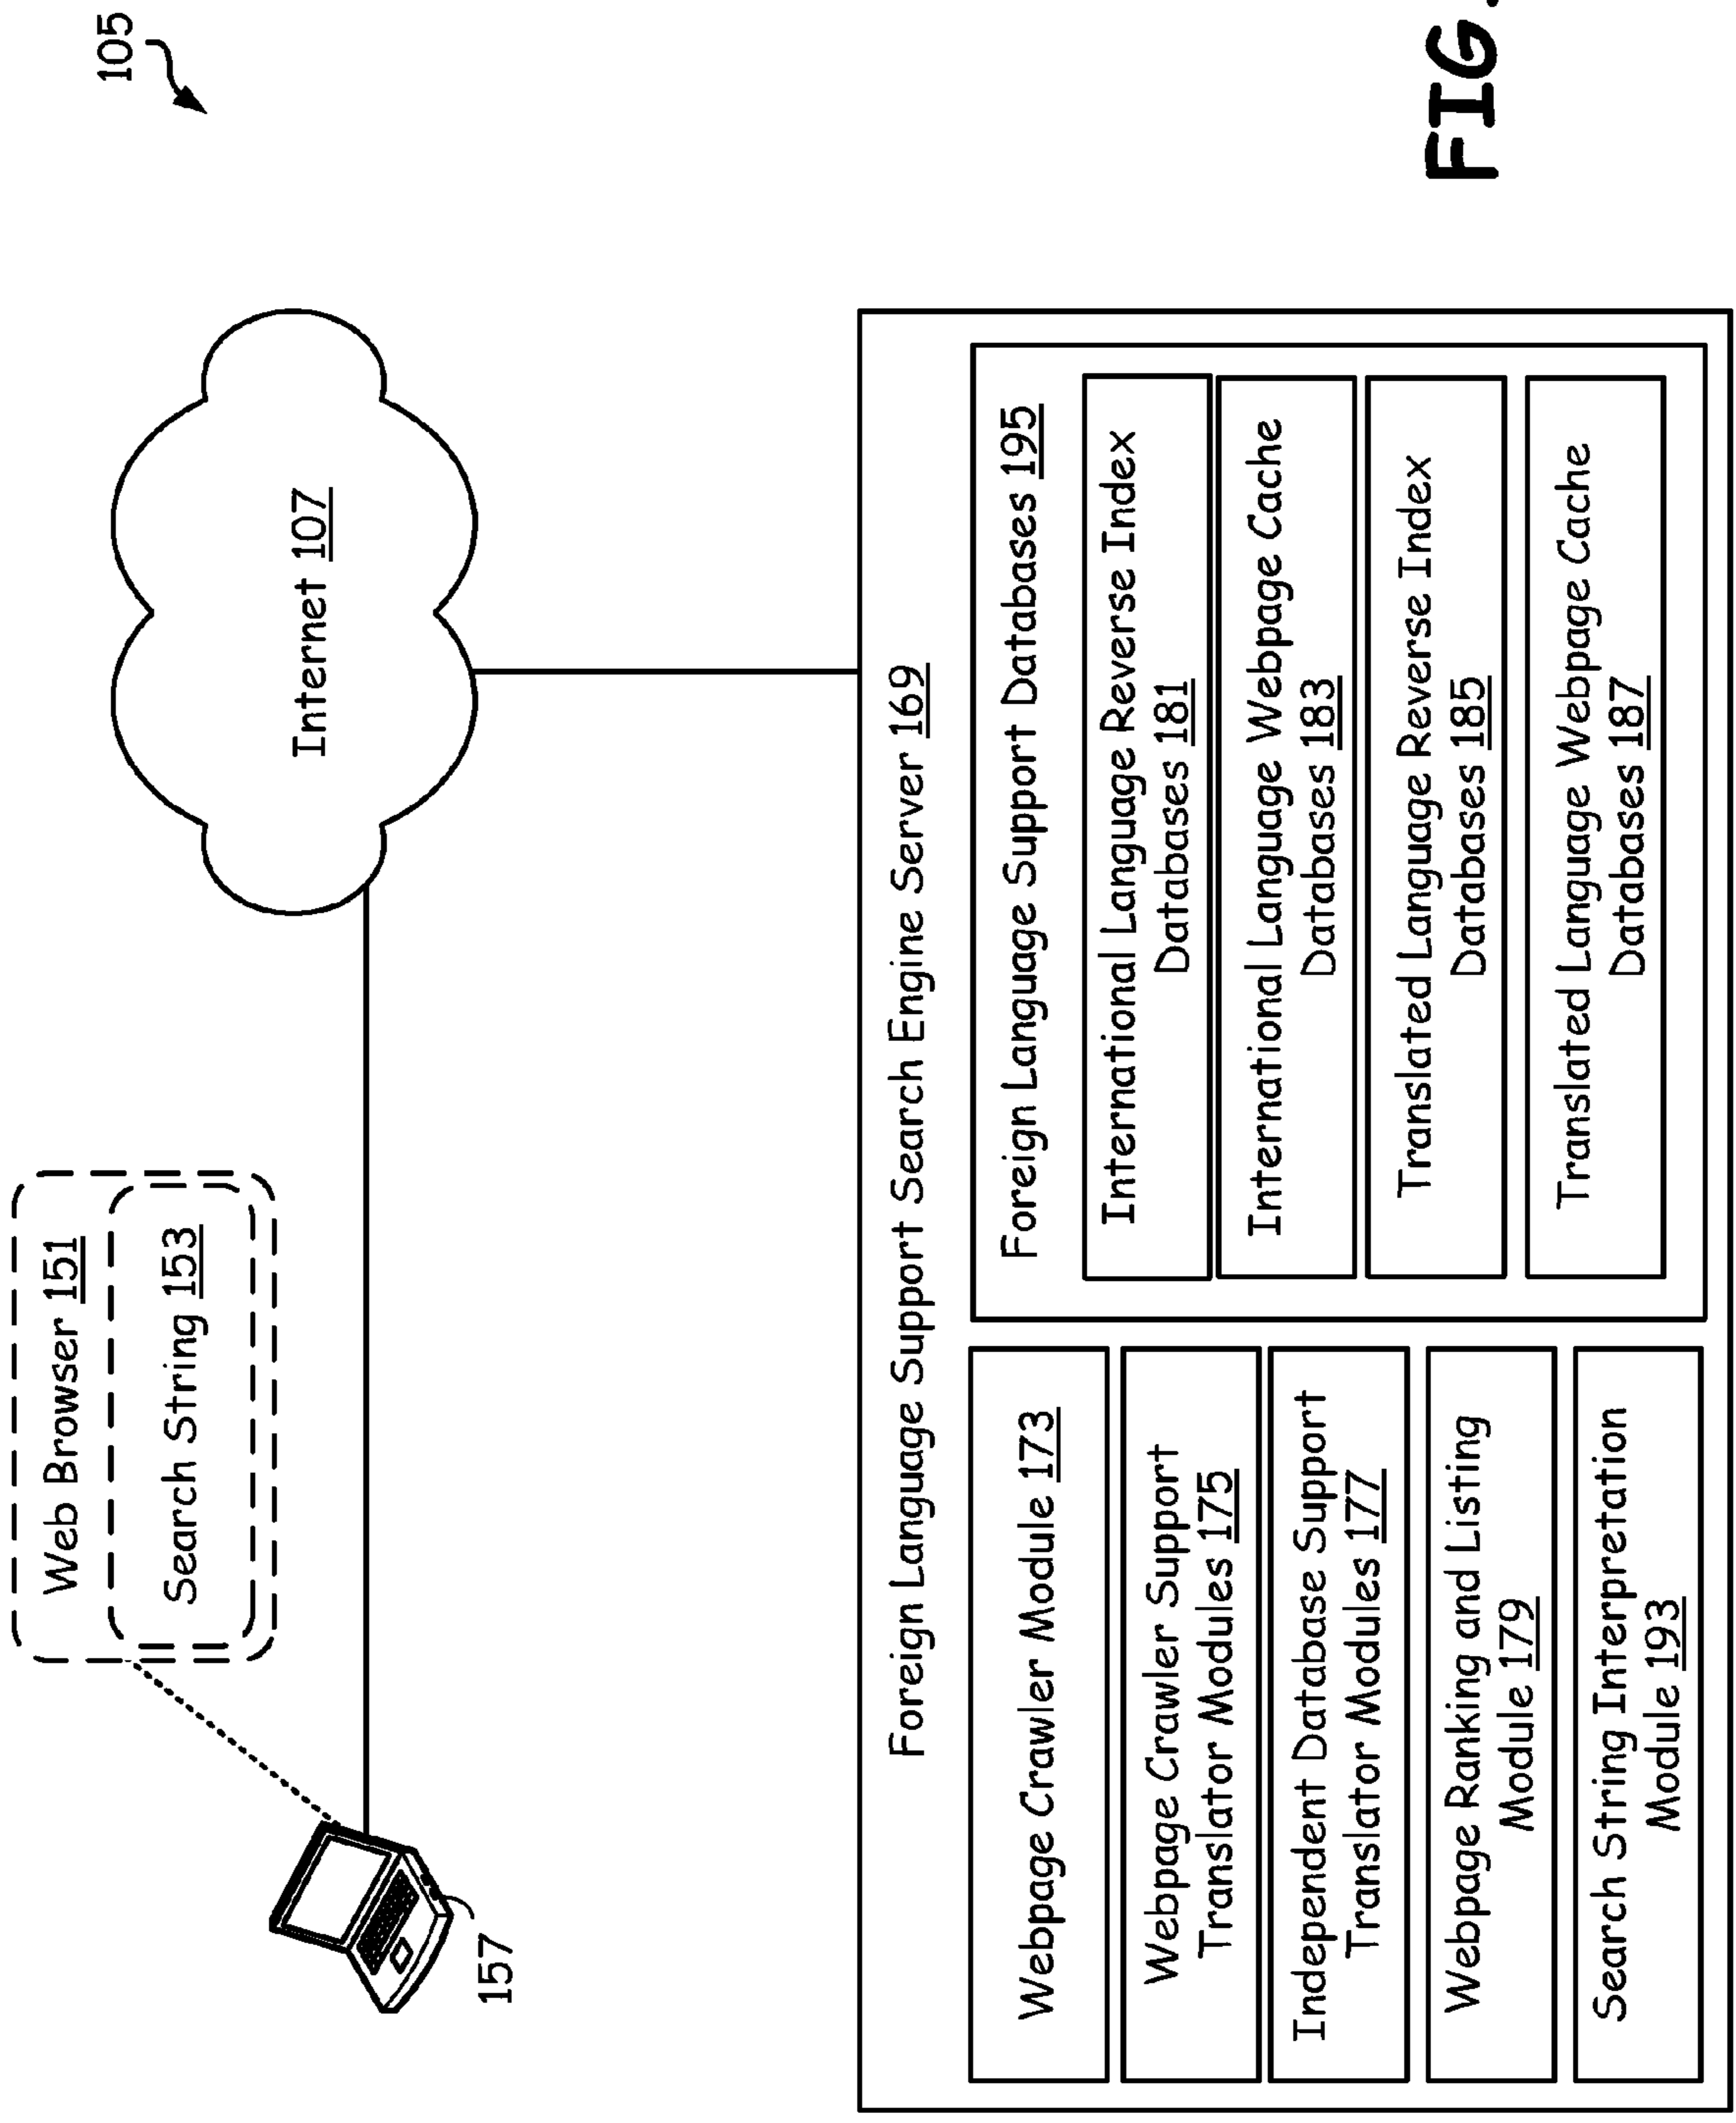 105
Web Browser 151
Search String 153
Internet 107
157
Foreign Language Support Search Engine Server 169
Webpage Crawler Module 173
Webpage Crawler Support
Translator Modules 175
Independent Database Support
Translator Modules 177
Webpage Ranking and Listing
Module 179
Search String Interpretation
Module 193
Foreign Language Support Databases 195
International Language Reverse Index
Databases 181
International Language Webpage Cache
Databases 183
Translated Language Reverse Index
Databases 185
Translated Language Webpage Cache
Databases 187
FIG.